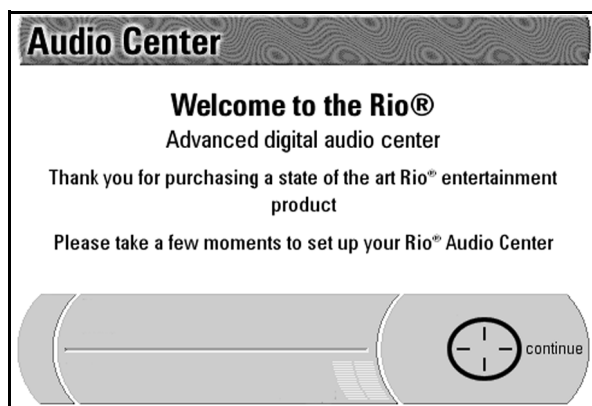 Audio Center
Welcome to the Rio®
Advanced digital audio center
Thank you for purchasing a state of the art Rio® entertainment
product
Please take a few moments to set up your Rio® Audio Center
continue